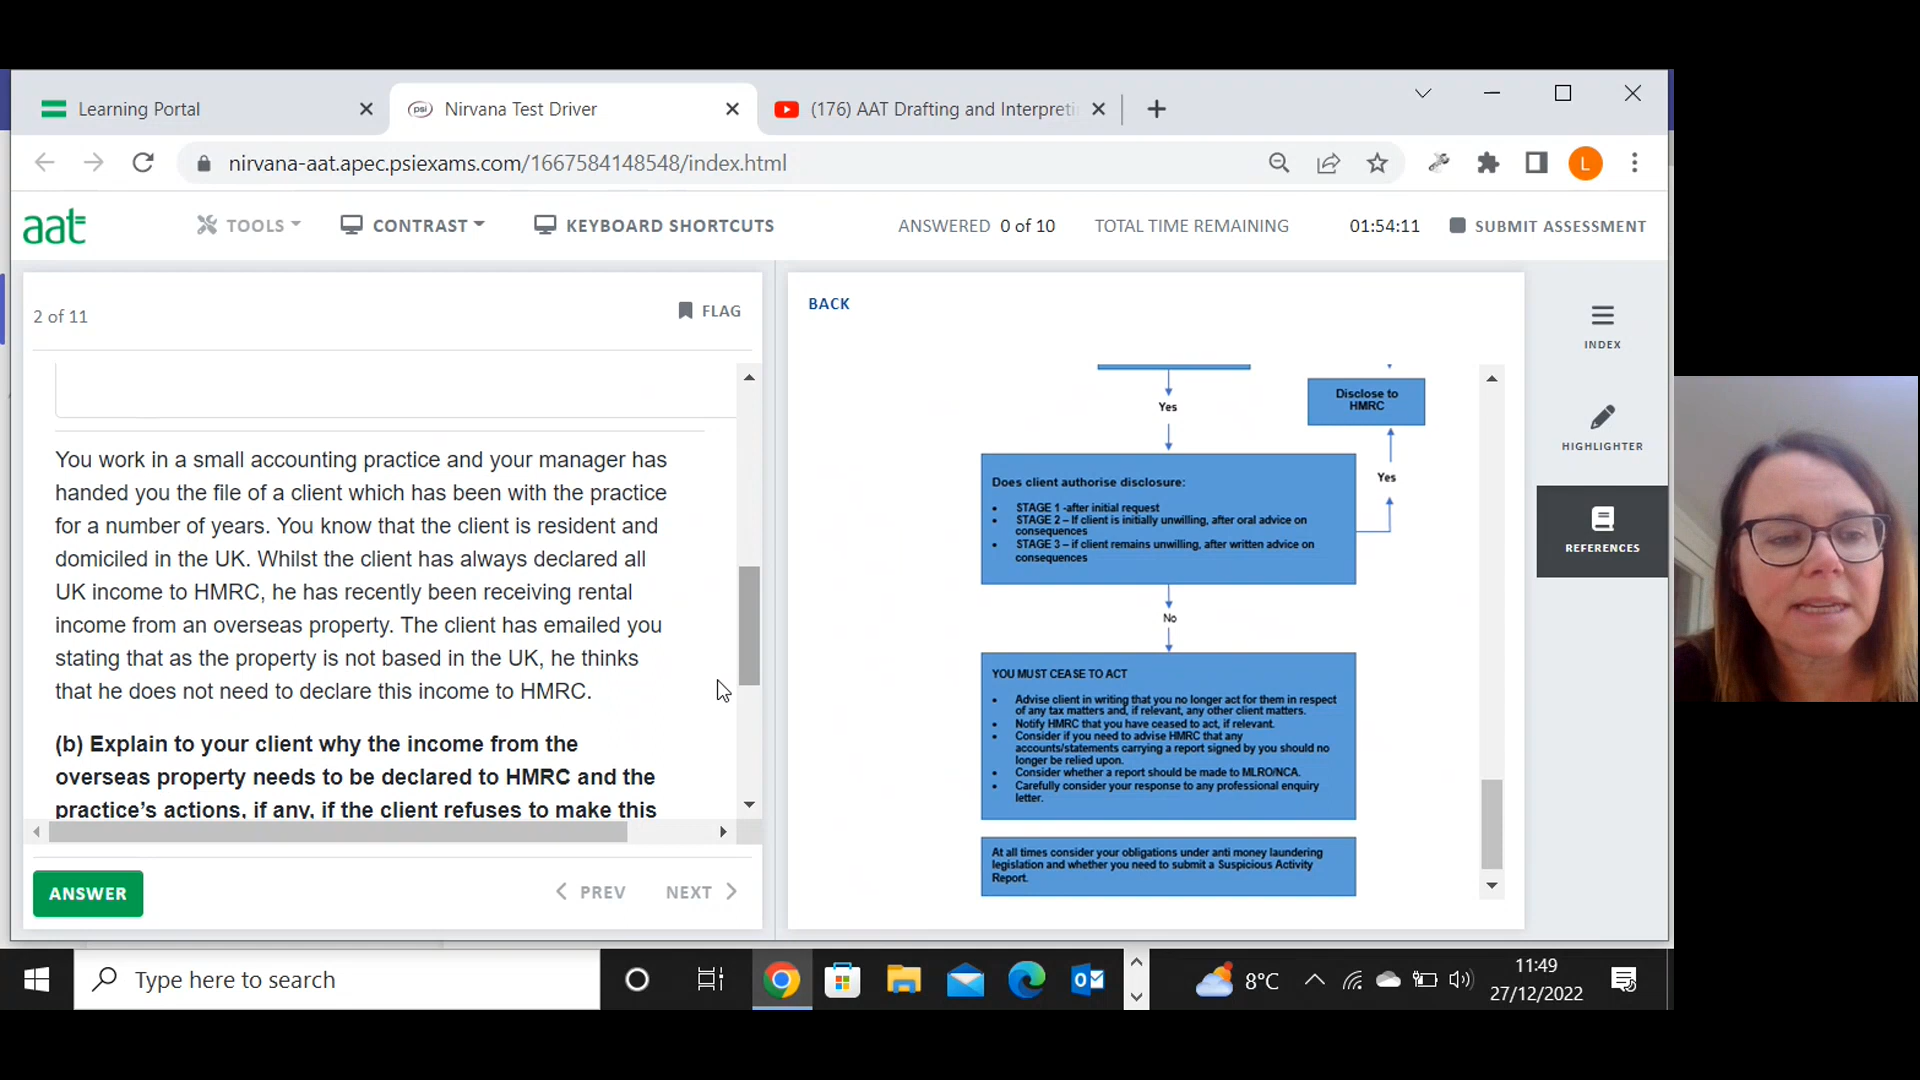 Learning Portal
psi
Nirvana Test Driver
(176) AAT Drafting and Interpreti
nirvana-aat.apec.psiexams.com/1667584148548/index.html
L
aat
TOOLS
CONTRAST
KEYBOARD SHORTCUTS
ANSWERED 0 of 10
TOTAL TIME REMAINING
01:54:11
SUBMIT ASSESSMENT
2 of 11
FLAG
You work in a small accounting practice and your manager has
handed you the file of a client which has been with the practice
for a number of years. You know that the client is resident and
domiciled in the UK. Whilst the client has always declared all
UK income to HMRC, he has recently been receiving rental
income from an overseas property. The client has emailed you
stating that as the property is not based in the UK, he thinks
that he does not need to declare this income to HMRC.
(b) Explain to your client why the income from the
overseas property needs to be declared to HMRC and the
practice's actions, if any, if the client refuses to make this
ANSWER
PREV
NEXT
BACK
Disclose to
HMRC
Yes
Yes
Does client authorise disclosure:
• STAGE 1 -after initial request
• STAGE 2 – If client is initially unwilling, after oral advice on
consequences
• STAGE 3 – if client remains unwilling, after written advice on
consequences
No
YOU MUST CEASE TO ACT
• Advise client in writing that you no longer act for them in respect
of any tax matters and, if relevant, any other client matters.
• Notify HMRC that you have ceased to act, if relevant.
• Consider if you need to advise HMRC that any
accounts/statements carrying a report signed by you should no
longer be relied upon.
• Consider whether a report should be made to MLRO/NCA.
• Carefully consider your response to any professional enquiry
letter.
At all times consider your obligations under anti money laundering
legislation and whether you need to submit a Suspicious Activity
Report.
INDEX
HIGHLIGHTER
REFERENCES
Type here to search
8°C
11:49
27/12/2022